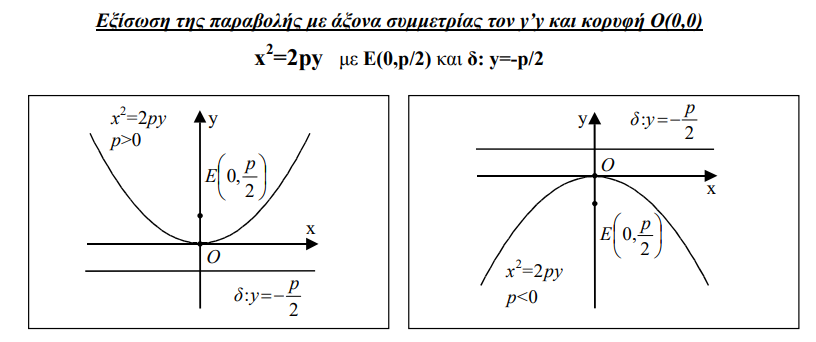 Εξίσωση της παραβολής με άξονα συμμετρίας τον y’y και κορυφή Ο(0,0)
x²=2py με Ε(0,p/2) και δ: y=-p/2
x²=2py
p>0
y
E(0, p/2)
x
O
δ:y=−p/2
y
δ:y=−p/2
O
x
E(0, p/2)
x²=2py
p<0